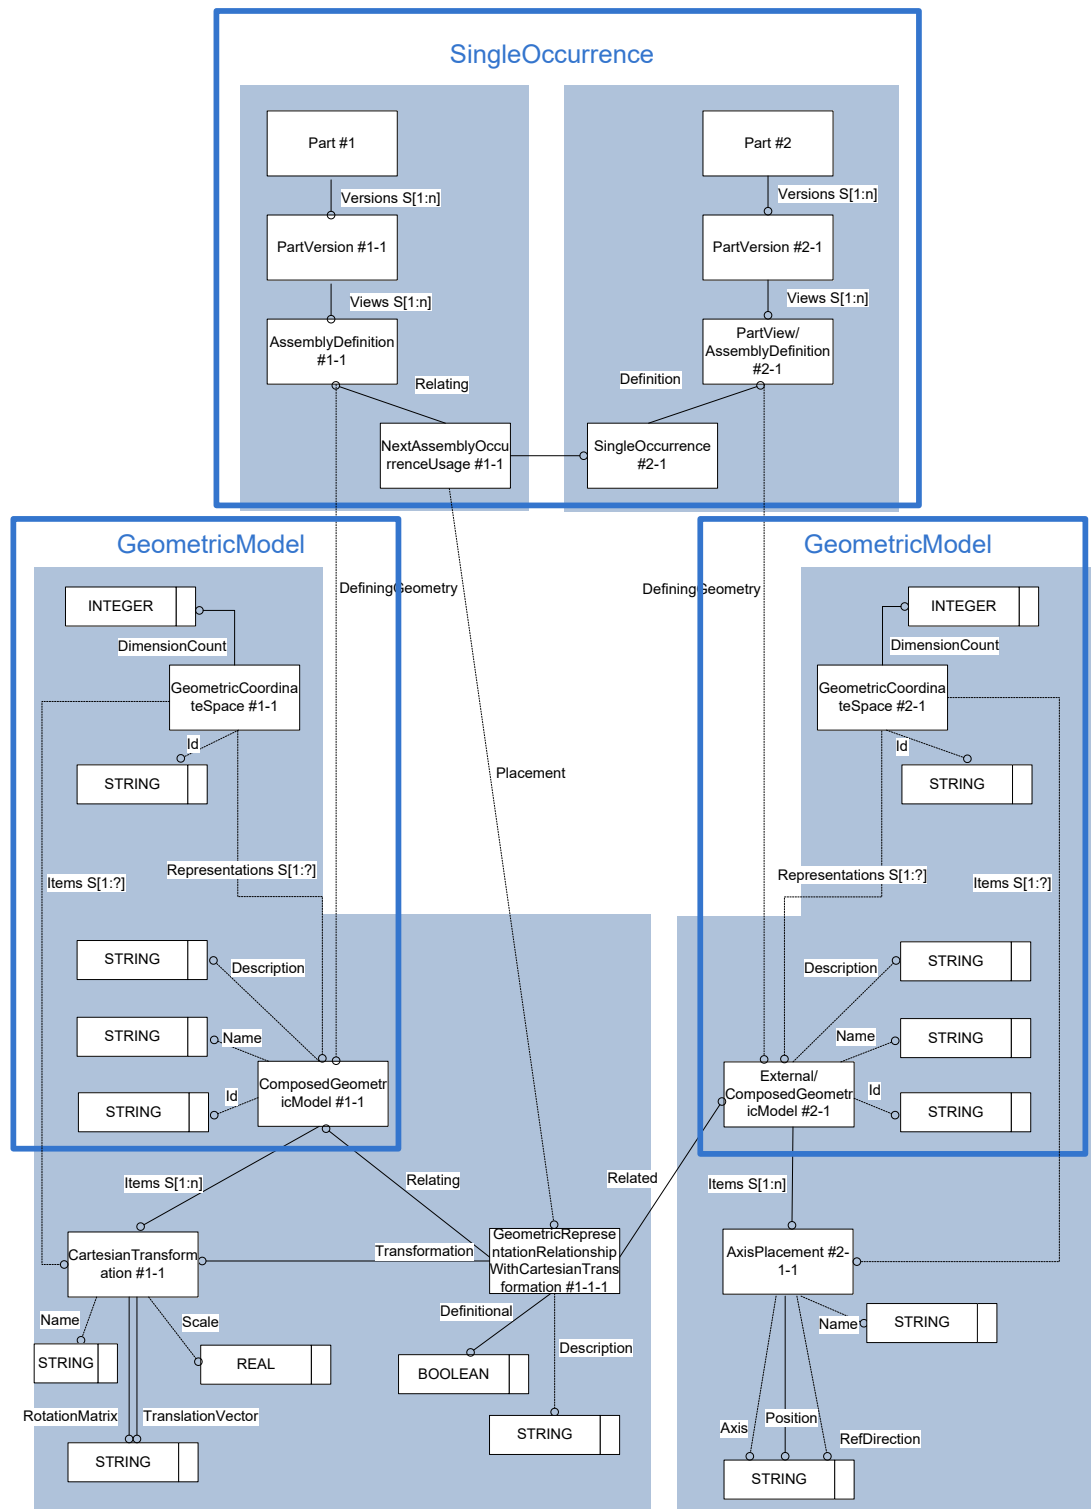 SingleOccurrence
Part #1
Part #2
Versions S[1:n]
Versions S[1:n]
PartVersion #1-1
PartVersion #2-1
Views S[1:n]
Views S[1:n]
AssemblyDefinition
#1-1
PartView/
AssemblyDefinition
#2-1
Relating
Definition
NextAssemblyOccu
rrenceUsage #1-1
SingleOccurrence
#2-1
GeometricModel
GeometricModel
DefiningGeometry
DefiningGeometry
INTEGER
INTEGER
DimensionCount
DimensionCount
GeometricCoordina
teSpace #1-1
GeometricCoordina
teSpace #2-1
Id
Id
STRING
STRING
Placement
Representations S[1:?]
Representations S[1:?]
Items S[1:?]
Items S[1:?]
STRING
Description
Description
STRING
STRING
Name
Name
STRING
ComposedGeometr
icModel #1-1
External/
ComposedGeometr
icModel #2-1
Id
Id
STRING
STRING
Items S[1:n]
Relating
Related
Items S[1:n]
CartesianTransform
ation #1-1
Transformation
GeometricRepresen
tationRelationship
WithCartesianTrans
formation #1-1-1
AxisPlacement #2-
1-1
Name
Scale
Definitional
Description
Name
STRING
STRING
REAL
BOOLEAN
RotationMatrix
TranslationVector
STRING
STRING
Axis
Position
RefDirection
STRING